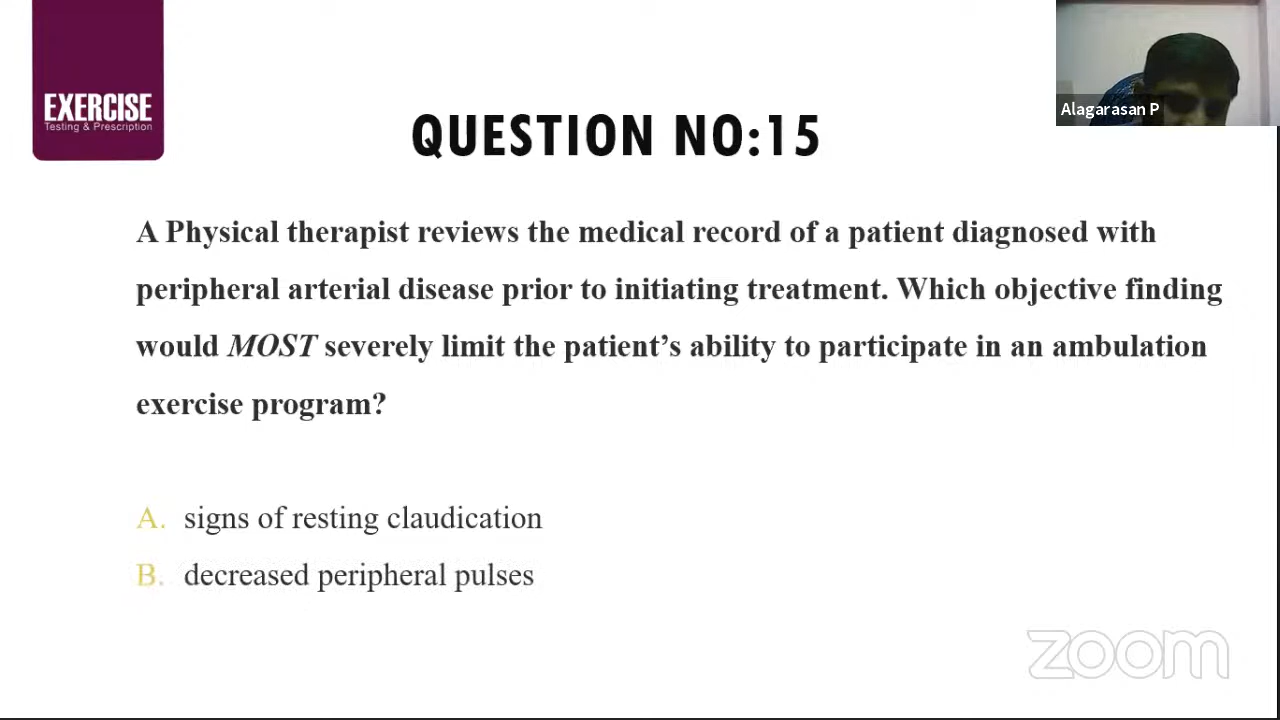 EXERCISE
Testing & Prescription
Alagarasan P
QUESTION NO:15
A Physical therapist reviews the medical record of a patient diagnosed with
peripheral arterial disease prior to initiating treatment. Which objective finding
would MOST severely limit the patient’s ability to participate in an ambulation
exercise program?
A. signs of resting claudication
B. decreased peripheral pulses
zoom